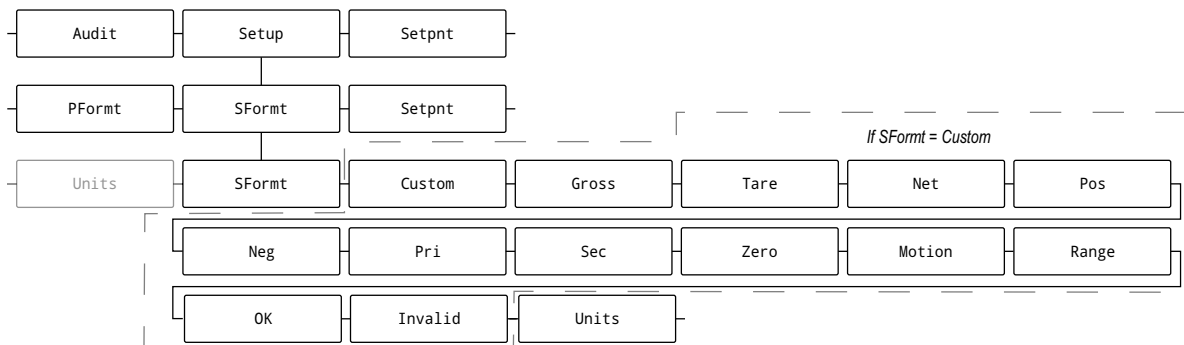 Audit Setup Setpnt
PFormt SFormt Setpnt
If SFormt = Custom
Units SFormt Custom Gross Tare Net Pos
Neg Pri Sec Zero Motion Range
OK Invalid Units